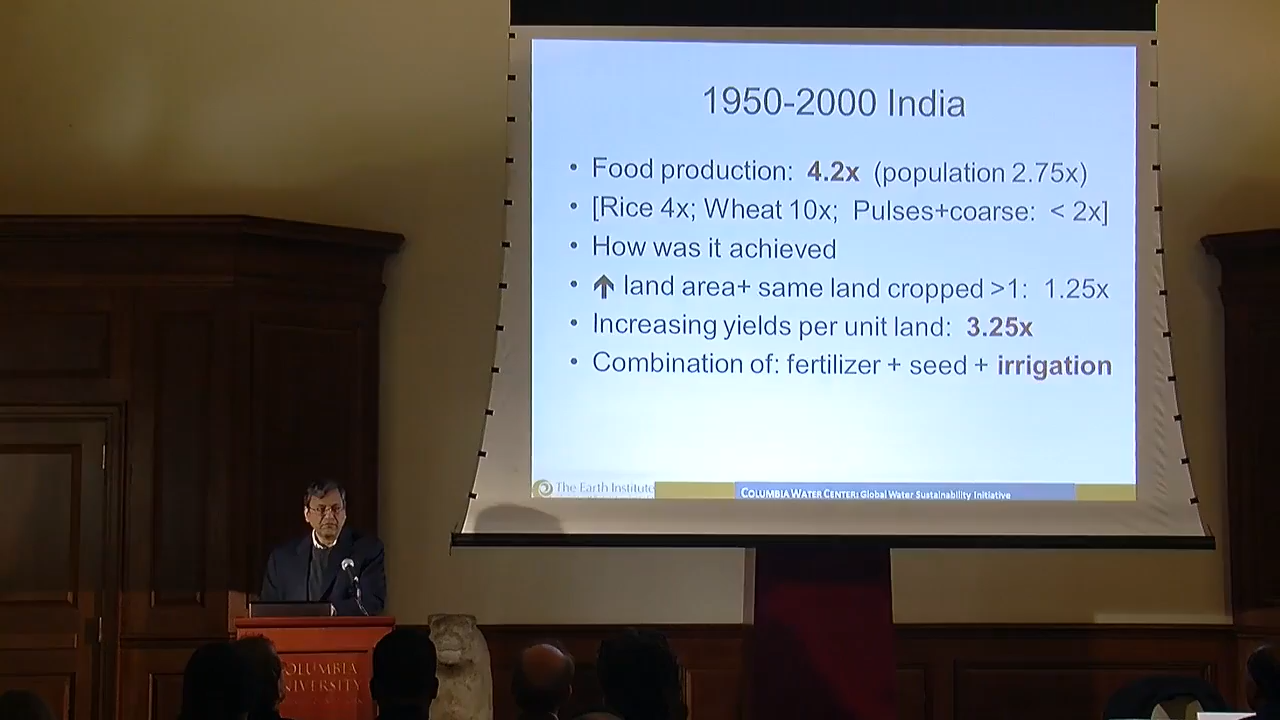 1950-2000 India
• Food production: 4.2x (population 2.75x)
• [Rice 4x; Wheat 10x; Pulses+coarse: < 2x]
• How was it achieved
• ↑ land area+ same land cropped >1: 1.25x
• Increasing yields per unit land: 3.25x
• Combination of: fertilizer + seed + irrigation
The Earth Institute
COLUMBIA WATER CENTER: Global Water Sustainability Initiative
COLUMBIA
UNIVERSITY